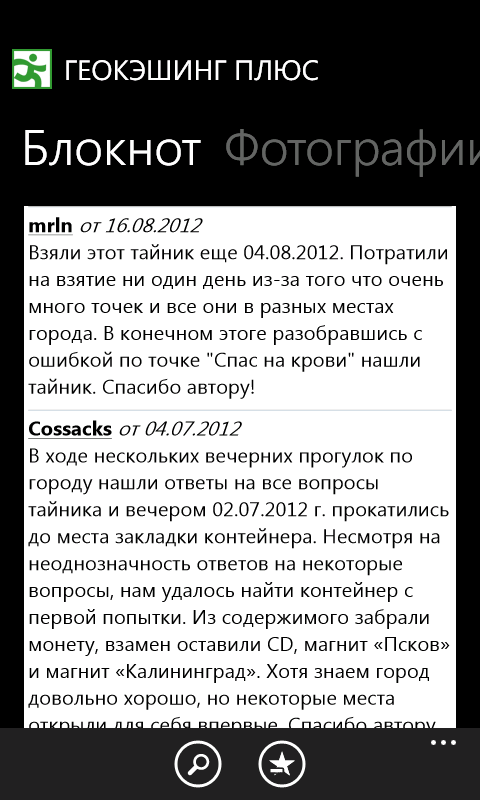 ГЕОКЭШИНГ ПЛЮС
Блокнот Фотографии
mrln от 16.08.2012
Взяли этот тайник еще 04.08.2012. Потратили
на взятие ни один день из-за того что очень
много точек и все они в разных местах
города. В конечном этоге разобравшись с
ошибкой по точке "Спас на крови" нашли
тайник. Спасибо автору!
Cossacks от 04.07.2012
В ходе нескольких вечерних прогулок по
городу нашли ответы на все вопросы
тайника и вечером 02.07.2012 г. прокатились
до места закладки контейнера. Несмотря на
неоднозначность ответов на некоторые
вопросы, нам удалось найти контейнер с
первой попытки. Из содержимого забрали
монету, взамен оставили CD, магнит «Псков»
и магнит «Калининград». Хотя знаем город
довольно хорошо, но некоторые места
открыли для себя впервые. Спасибо автору